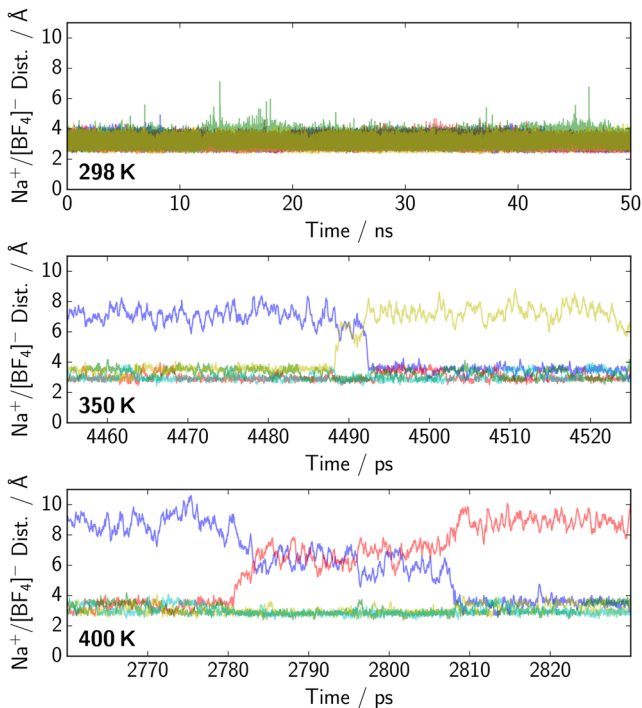 Na⁺/[BF₄]⁻ Dist. / Å
10
8
6
4
2
0
298 K
0 10 20 30 40 50
Time / ns
Na⁺/[BF₄]⁻ Dist. / Å
10
8
6
4
2
0
350 K
4460 4470 4480 4490 4500 4510 4520
Time / ps
Na⁺/[BF₄]⁻ Dist. / Å
10
8
6
4
2
0
400 K
2770 2780 2790 2800 2810 2820
Time / ps